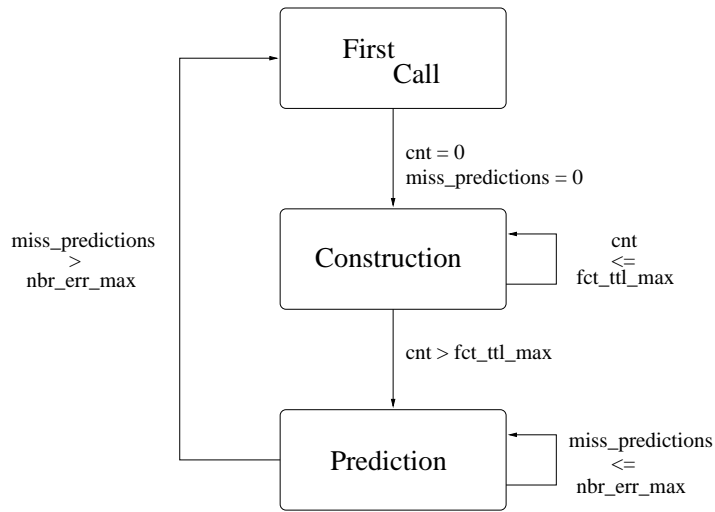 First
Call
cnt = 0
miss_predictions = 0
miss_predictions
>
nbr_err_max
Construction
cnt
<=
fct_ttl_max
cnt > fct_ttl_max
Prediction
miss_predictions
<=
nbr_err_max